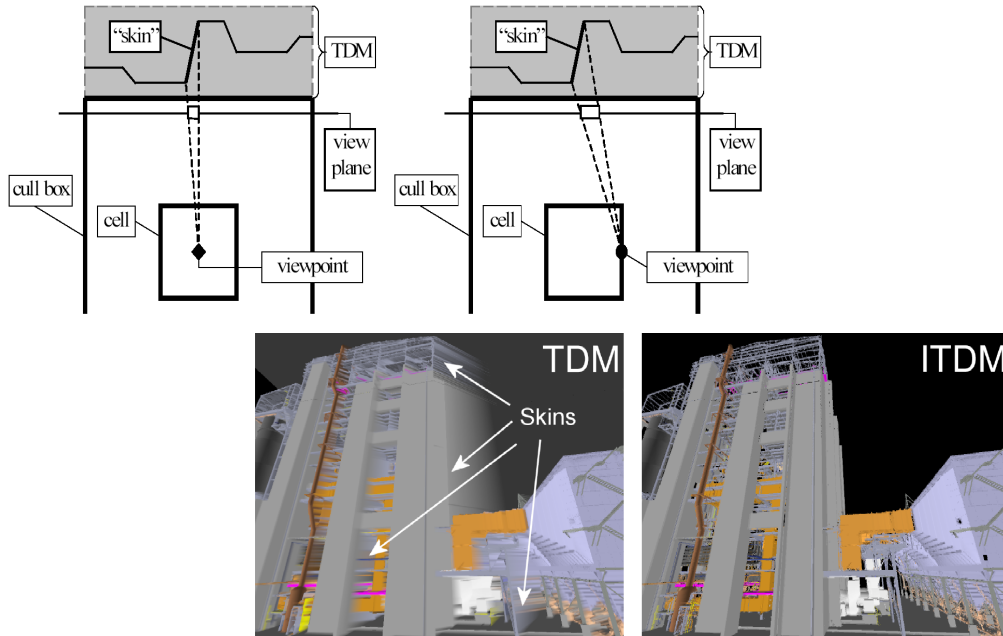 “skin”
TDM
view
plane
cull box
cell
viewpoint
“skin”
TDM
view
plane
cull box
cell
viewpoint
TDM
Skins
ITDM